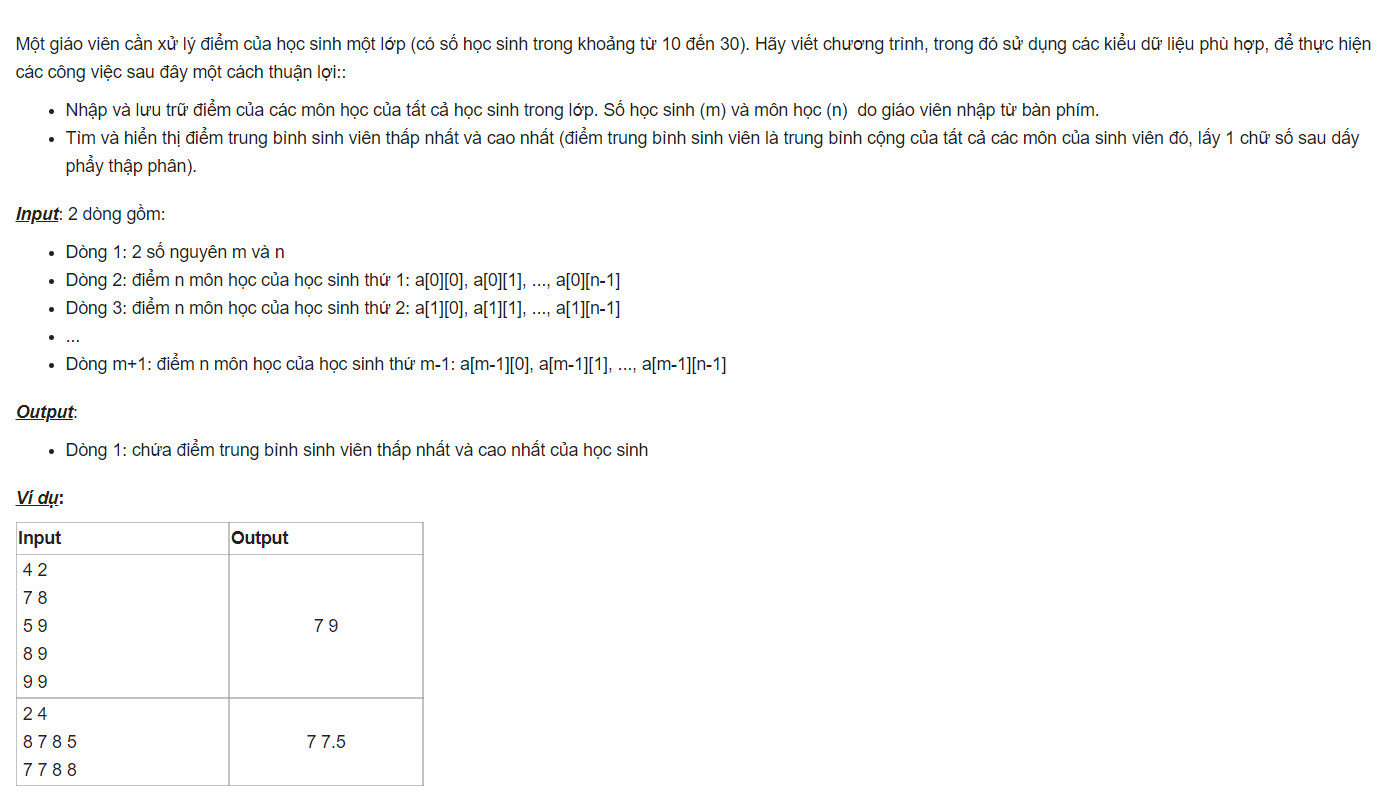 Một giáo viên cần xử lý điểm của học sinh một lớp (có số học sinh trong khoảng từ 10 đến 30). Hãy viết chương trình, trong đó sử dụng các kiểu dữ liệu phù hợp, để thực hiện
các công việc sau đây một cách thuận lợi::
• Nhập và lưu trữ điểm của các môn học của tất cả học sinh trong lớp. Số học sinh (m) và môn học (n) do giáo viên nhập từ bàn phím.
• Tìm và hiển thị điểm trung bình sinh viên thấp nhất và cao nhất (điểm trung bình sinh viên là trung bình cộng của tất cả các môn của sinh viên đó, lấy 1 chữ số sau dấy
phẩy thập phân).
Input: 2 dòng gồm:
• Dòng 1: 2 số nguyên m và n
• Dòng 2: điểm n môn học của học sinh thứ 1: a[0][0], a[0][1], ..., a[0][n-1]
• Dòng 3: điểm n môn học của học sinh thứ 2: a[1][0], a[1][1], ..., a[1][n-1]
• ...
• Dòng m+1: điểm n môn học của học sinh thứ m-1: a[m-1][0], a[m-1][1], ..., a[m-1][n-1]
Output:
• Dòng 1: chứa điểm trung bình sinh viên thấp nhất và cao nhất của học sinh
Ví dụ:
Input Output
4 2
7 8
5 9
8 9
9 9
7 9
2 4
8 7 8 5
7 7 8 8
7 7.5